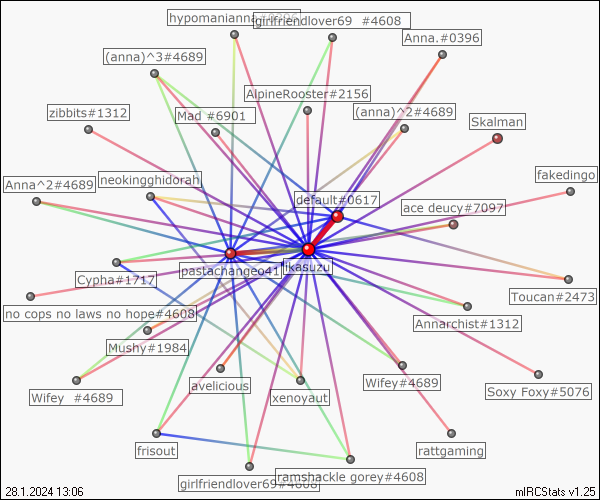 hypomanianna
girlfriendlover69 #4608
Anna.#0396
(anna)^3#4689
AlpineRooster#2156
zibbits#1312
Mad #6901
(anna)^2#4689
Skalman
Anna^2#4689
neokingghidorah
fakedingo
default#0617
ace deucy#7097
pastachangeo41
ikasuzu
Cypha#1717
Toucan#2473
no cops no laws no hope#4608
Annarchist#1312
Mushy#1984
Wifey #4689
avelicious
xenoyaut
Wifey#4689
Soxy Foxy#5076
frisout
rattgaming
girlfriendlover69
ramshackle gorey#4608
28.1.2024 13:06
mIRCStats v1.25